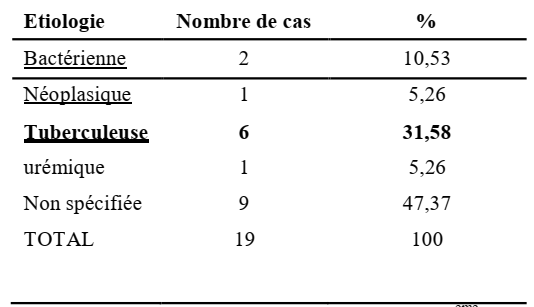 Etiologie Nombre de cas %
Bactérienne 2 10,53
Néoplasique 1 5,26
Tuberculeuse 6 31,58
urémique 1 5,26
Non spécifiée 9 47,37
TOTAL 19 100